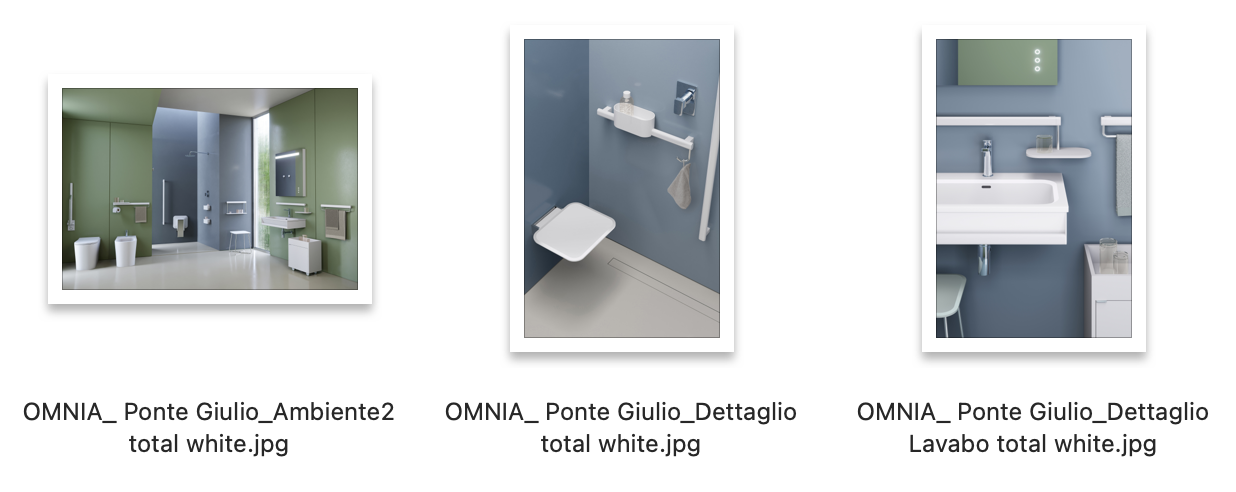 OMNIA_ Ponte Giulio_Ambiente2
total white.jpg
OMNIA_ Ponte Giulio_Dettaglio
total white.jpg
OMNIA_ Ponte Giulio_Dettaglio
Lavabo total white.jpg